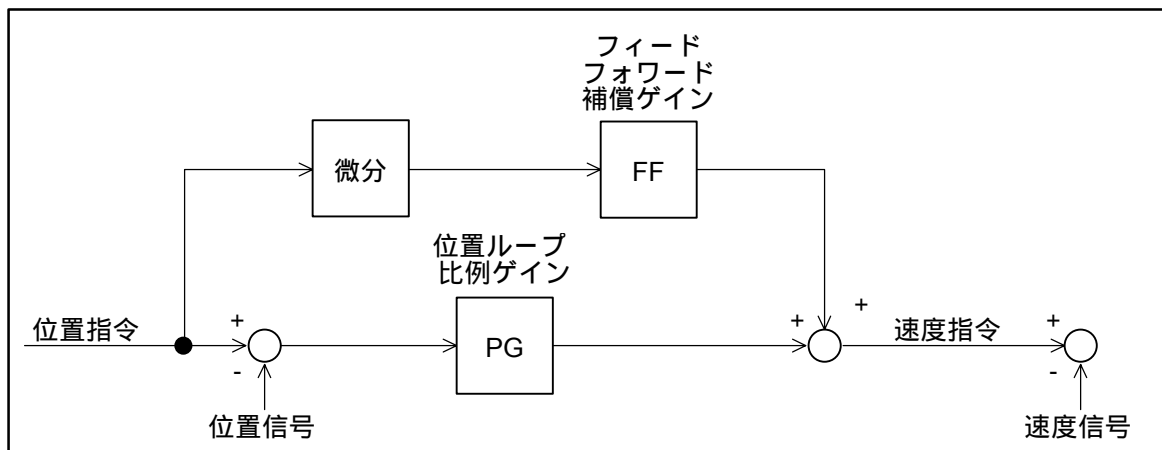 フィード
フォワード
補償ゲイン
微分
FF
位置ループ
比例ゲイン
位置指令
+
-
位置信号
PG
+
+
速度指令
+
-
速度信号